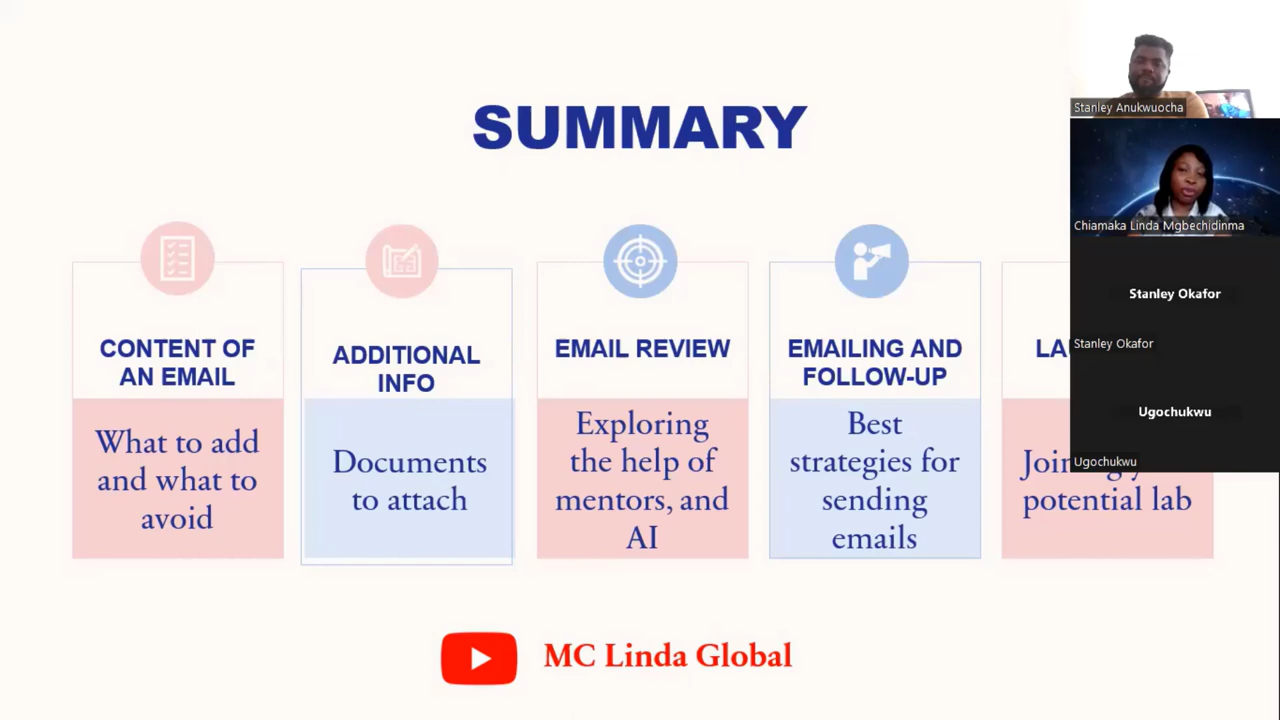 SUMMARY
CONTENT OF
AN EMAIL
What to add
and what to
avoid
ADDITIONAL
INFO
Documents
to attach
EMAIL REVIEW
Exploring
the help of
mentors, and
AI
EMAILING AND
FOLLOW-UP
Best
strategies for
sending
emails
potential lab
MC Linda Global
Stanley Anukwuocha
Chiamaka Linda Mgbechidinma
Stanley Okafor
Stanley Okafor
Ugochukwu
Ugochukwu